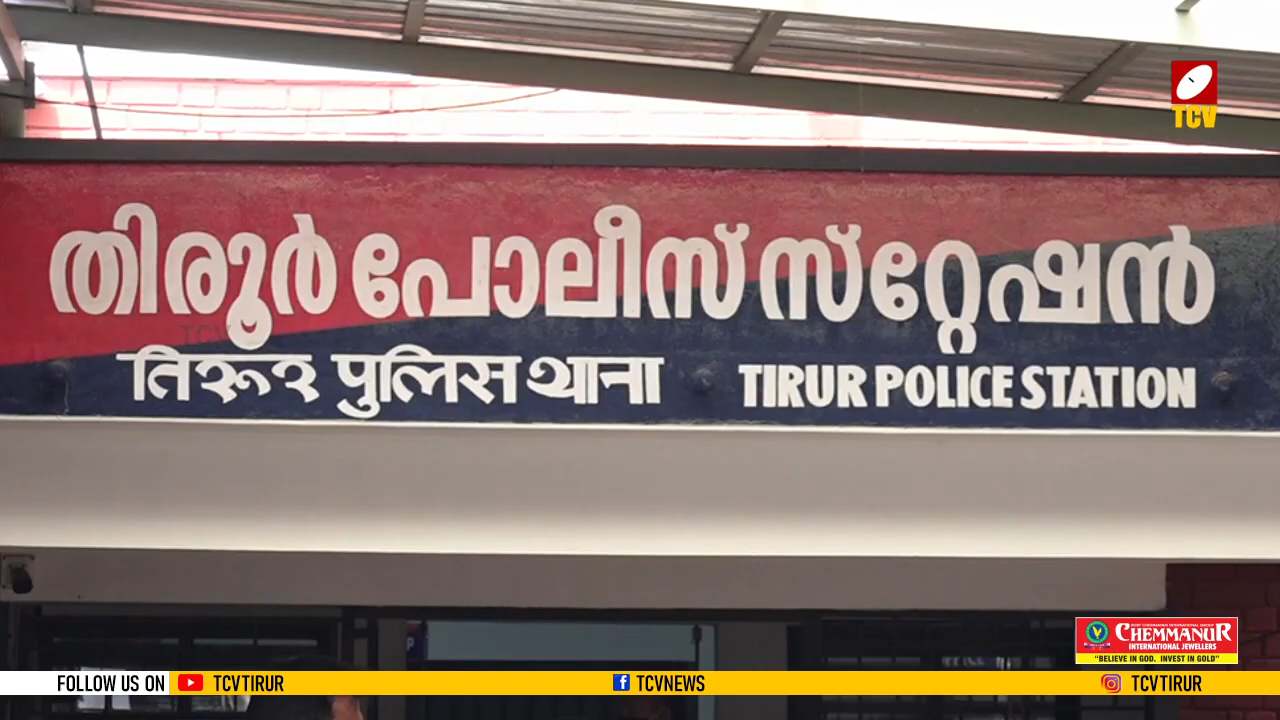 TCV
തിരൂർ പോലീസ് സ്റ്റേഷൻ
तिरूर पुलिस थाना TIRUR POLICE STATION
CHEMMANUR
INTERNATIONAL JEWELLERS
"BELIEVE IN GOD. INVEST IN GOLD"
FOLLOW US ON TCVTIRUR TCVNEWS TCVTIRUR